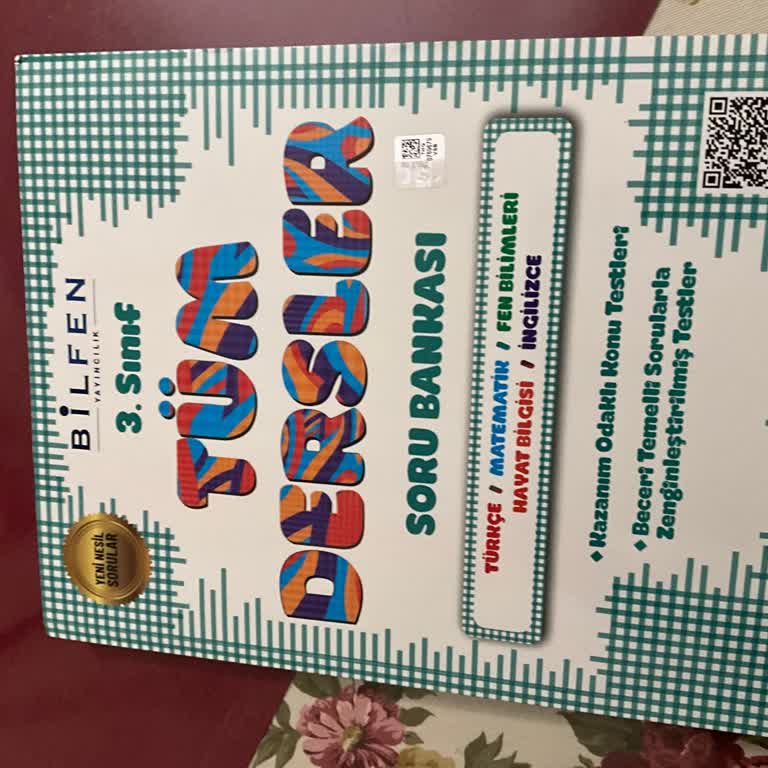 BİLFEN
YAYINCILIK
3. Sınıf
YENİ NESİL
SORULAR
TÜM
DERSLER
SORU BANKASI
TÜRKÇE / MATEMATİK / FEN BİLİMLERİ
HAYAT BİLGİSİ / İNGİLİZCE
Kazanım Odaklı Konu Testleri
Beceri Temelli Sorularla
Zenginleştirilmiş Testler